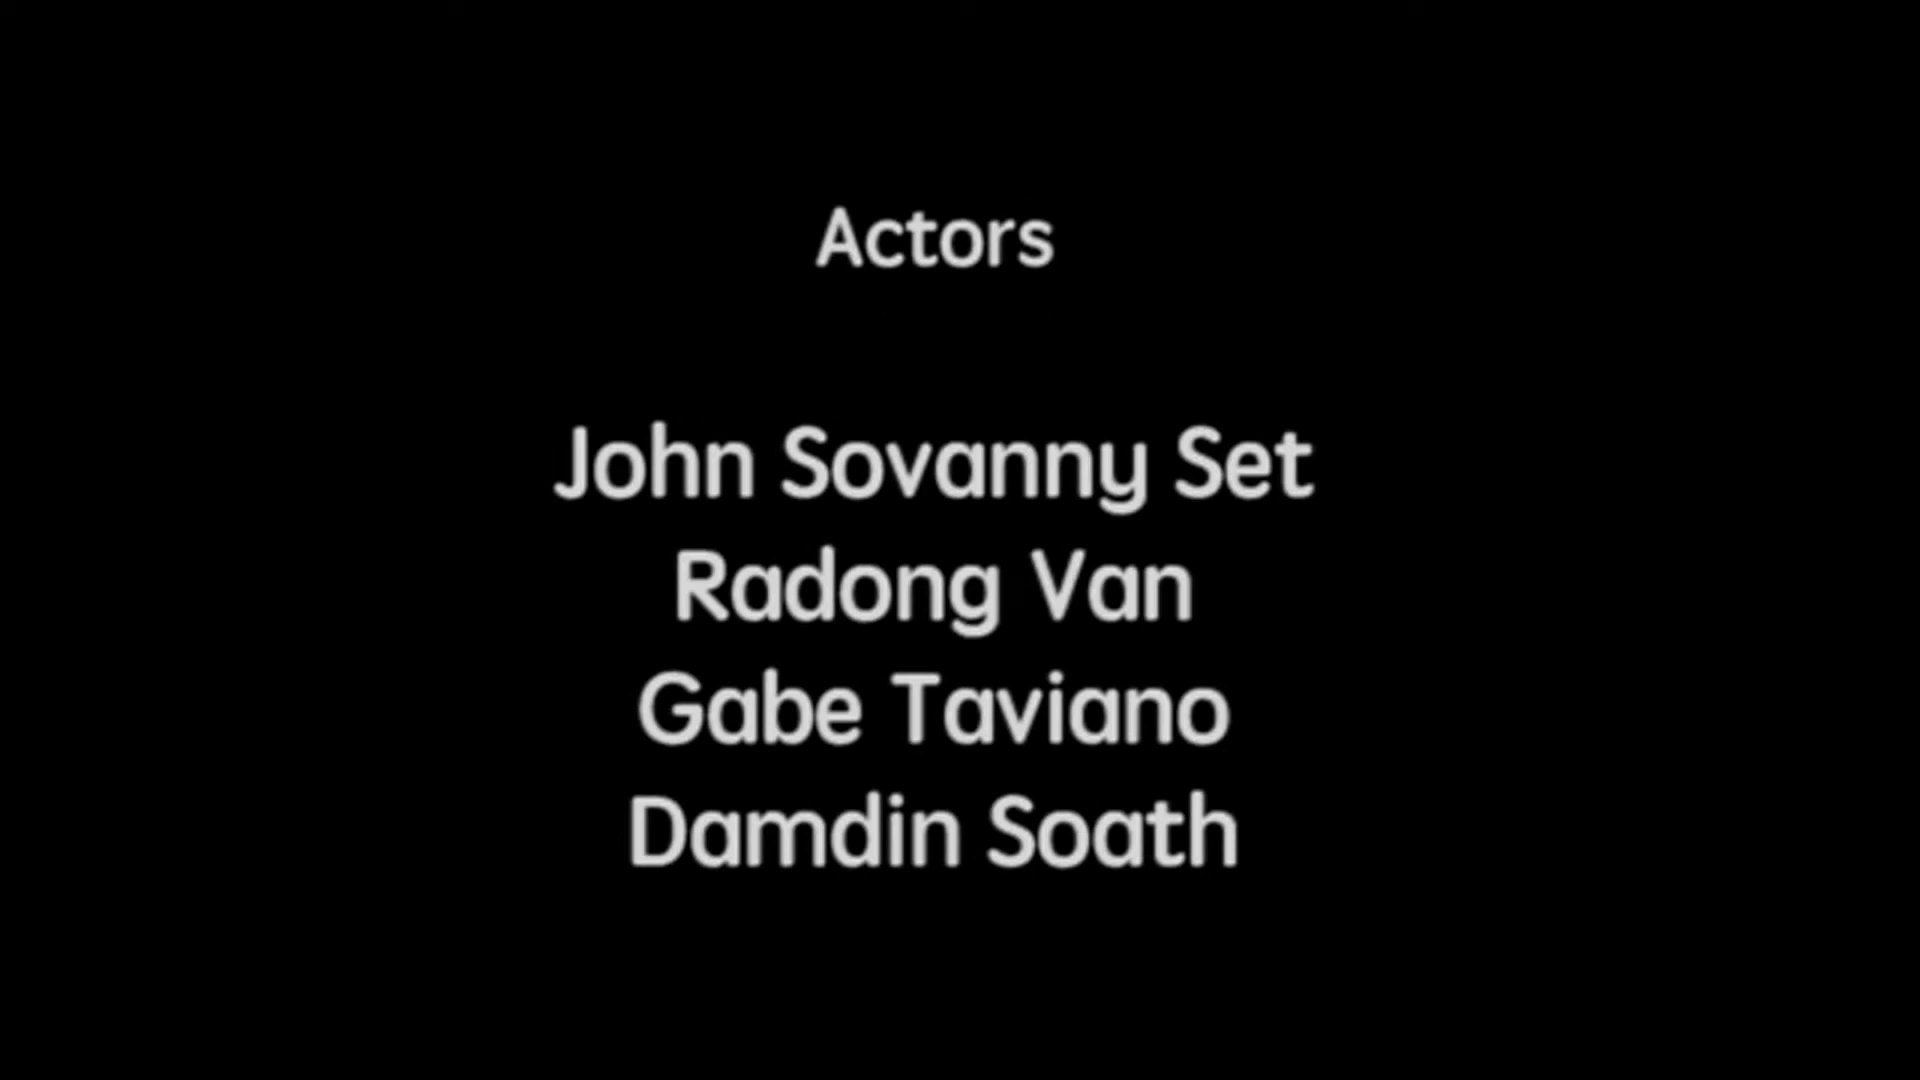 Actors
John Sovanny Set
Radong Van
Gabe Taviano
Damdin Soath